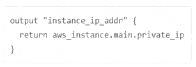 output "instance_ip_addr" {
  return aws_instance.main.private_ip
}